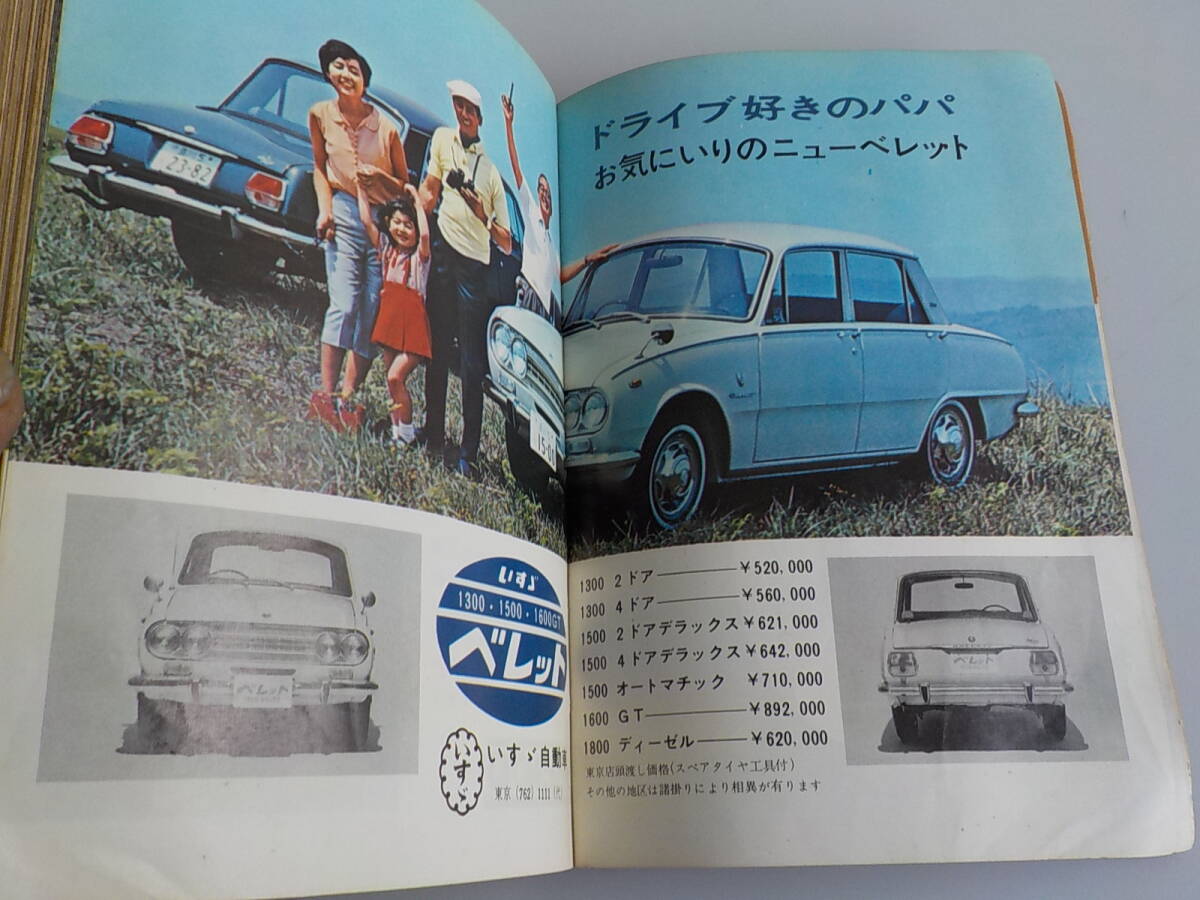 23-82
ドライブ好きのパパ
お気にいりのニューベレット
15-01
ベレット
いすゞ
1300・1500・1600GT
ベレット
いすゞ
いすゞ自動車
東京(762)1111(代)
1300 2ドア ¥520,000
1300 4ドア ¥560,000
1500 2ドアデラックス ¥621,000
1500 4ドアデラックス ¥642,000
1500 オートマチック ¥710,000
1600 GT ¥892,000
1800 ディーゼル ¥620,000
東京店頭渡し価格(スペアタイヤ工具付)
その他の地区は諸掛りにより相異が有ります
ベレット